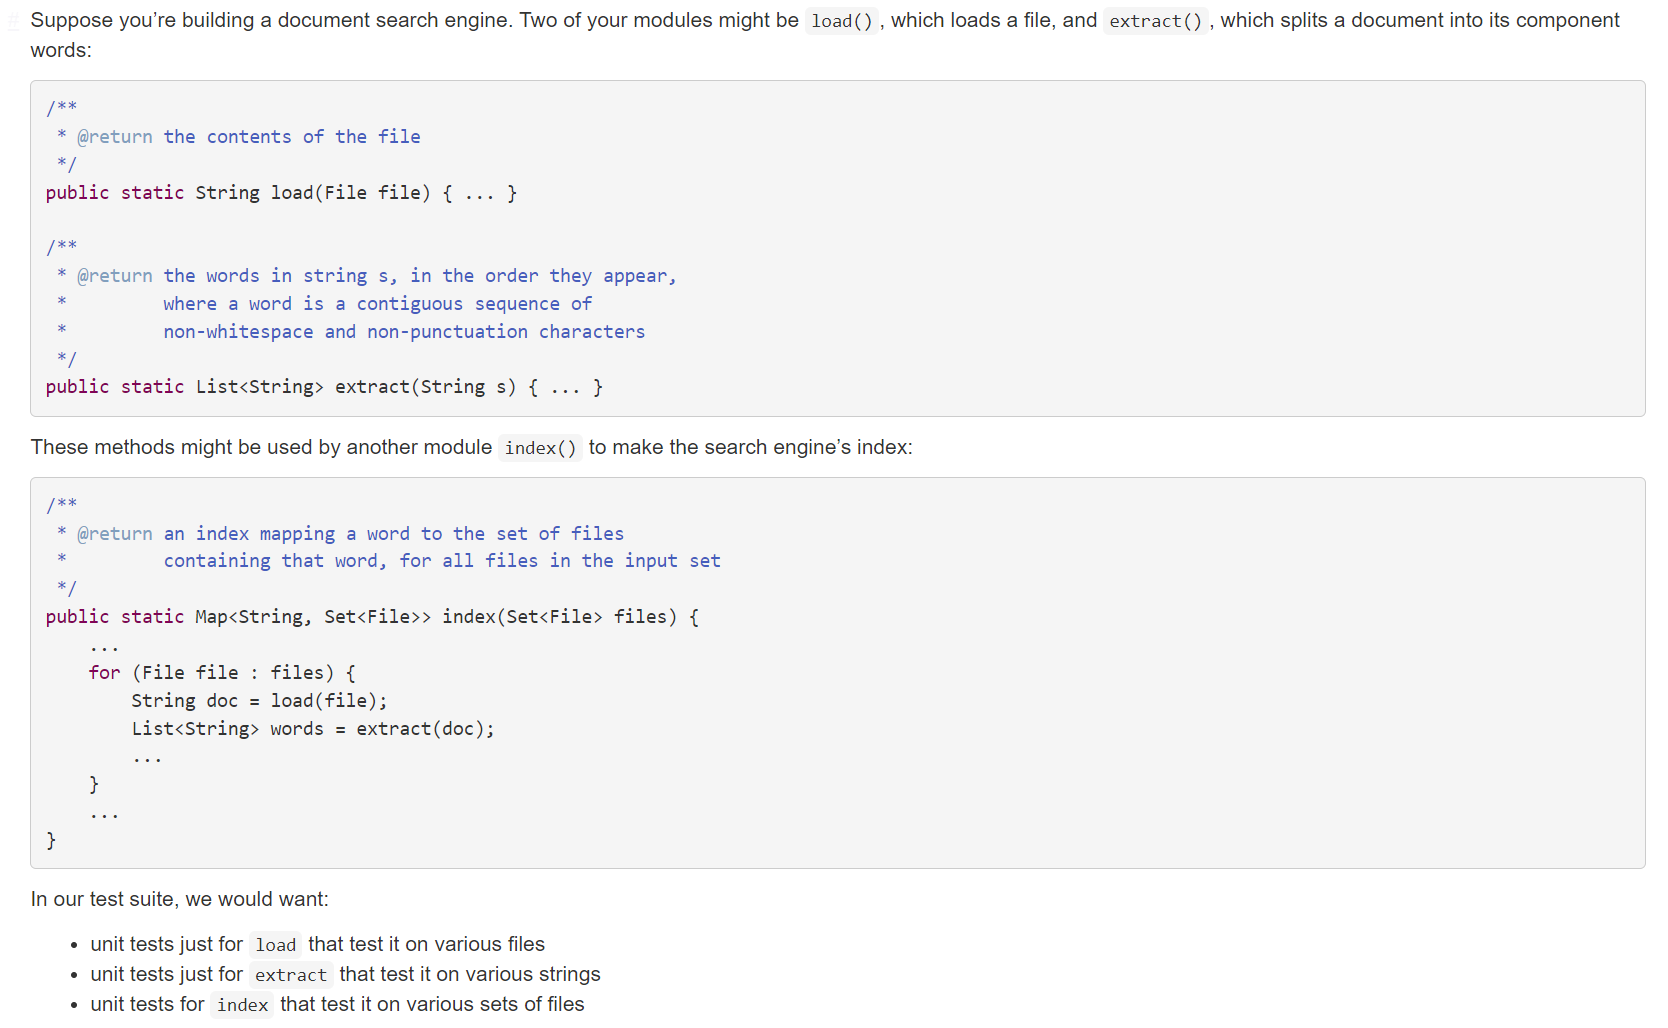 Suppose you’re building a document search engine. Two of your modules might be load(), which loads a file, and extract(), which splits a document into its component
words:
/**
 * @return the contents of the file
 */
public static String load(File file) { ... }
/**
 * @return the words in string s, in the order they appear,
 *         where a word is a contiguous sequence of
 *         non-whitespace and non-punctuation characters
 */
public static List<String> extract(String s) { ... }
These methods might be used by another module index() to make the search engine’s index:
/**
 * @return an index mapping a word to the set of files
 *         containing that word, for all files in the input set
 */
public static Map<String, Set<File>> index(Set<File> files) {
    ...
    for (File file : files) {
        String doc = load(file);
        List<String> words = extract(doc);
        ...
    }
    ...
}
In our test suite, we would want:
• unit tests just for load that test it on various files
• unit tests just for extract that test it on various strings
• unit tests for index that test it on various sets of files